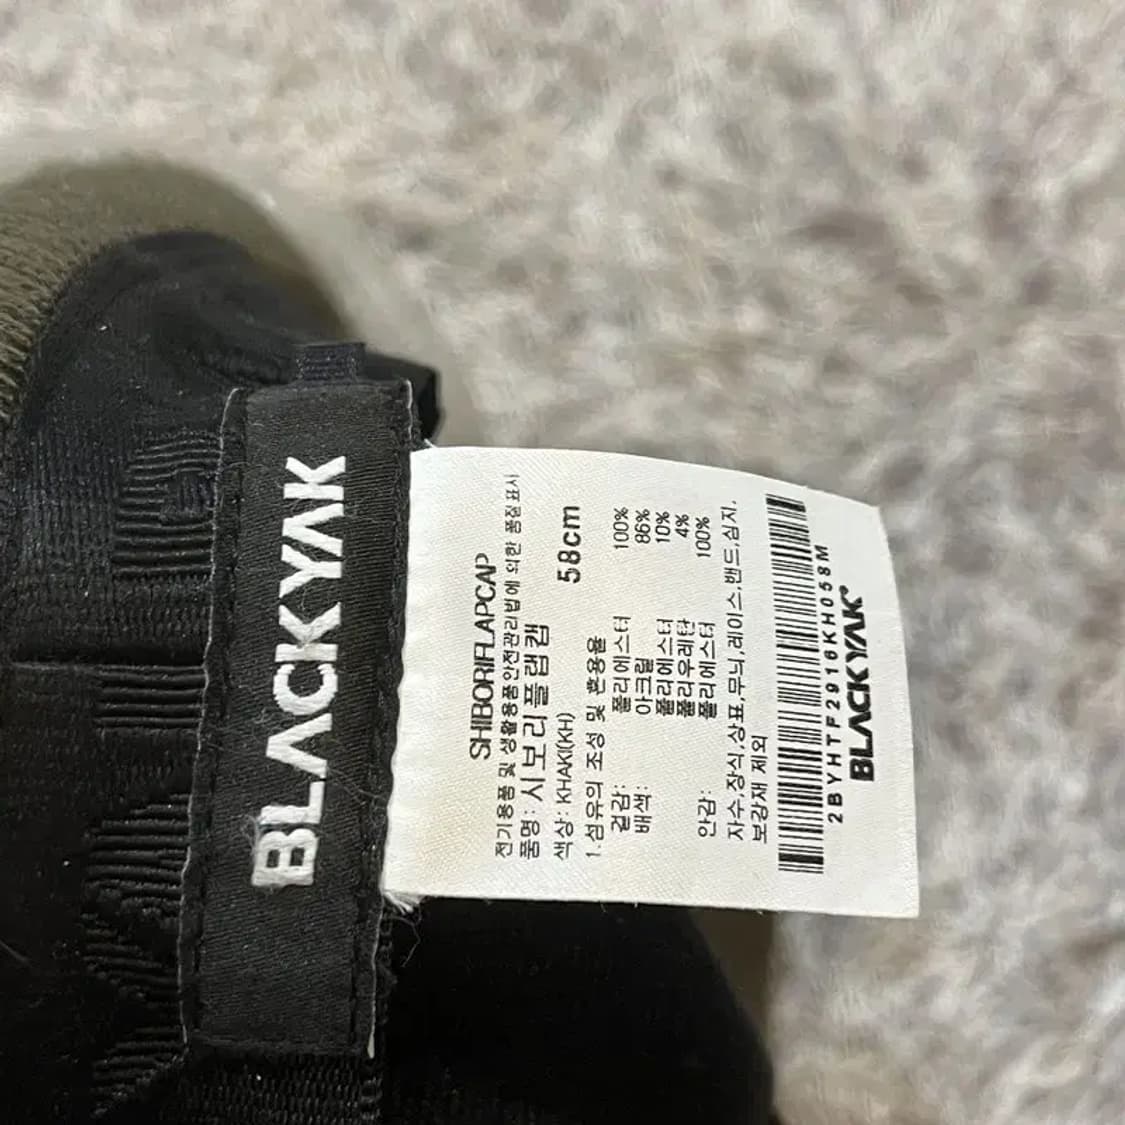 BLACKYAK
SHIBORIFLAPCAP
전기용품 및 생활용품안전관리법에 의한 품질표시
품명: 시보리플랩캡 58cm
색상: KHAKI(KH)
1.섬유의 조성 및 혼용율
겉감: 폴리에스터 100%
배색: 아크릴 86%
폴리에스터 10%
폴리우레탄 4%
안감: 폴리에스터 100%
자수,장식,상표,무늬,레이스,밴드,심지.
보강재 제외
2BYHTF2916KH058M
BLACKYAK